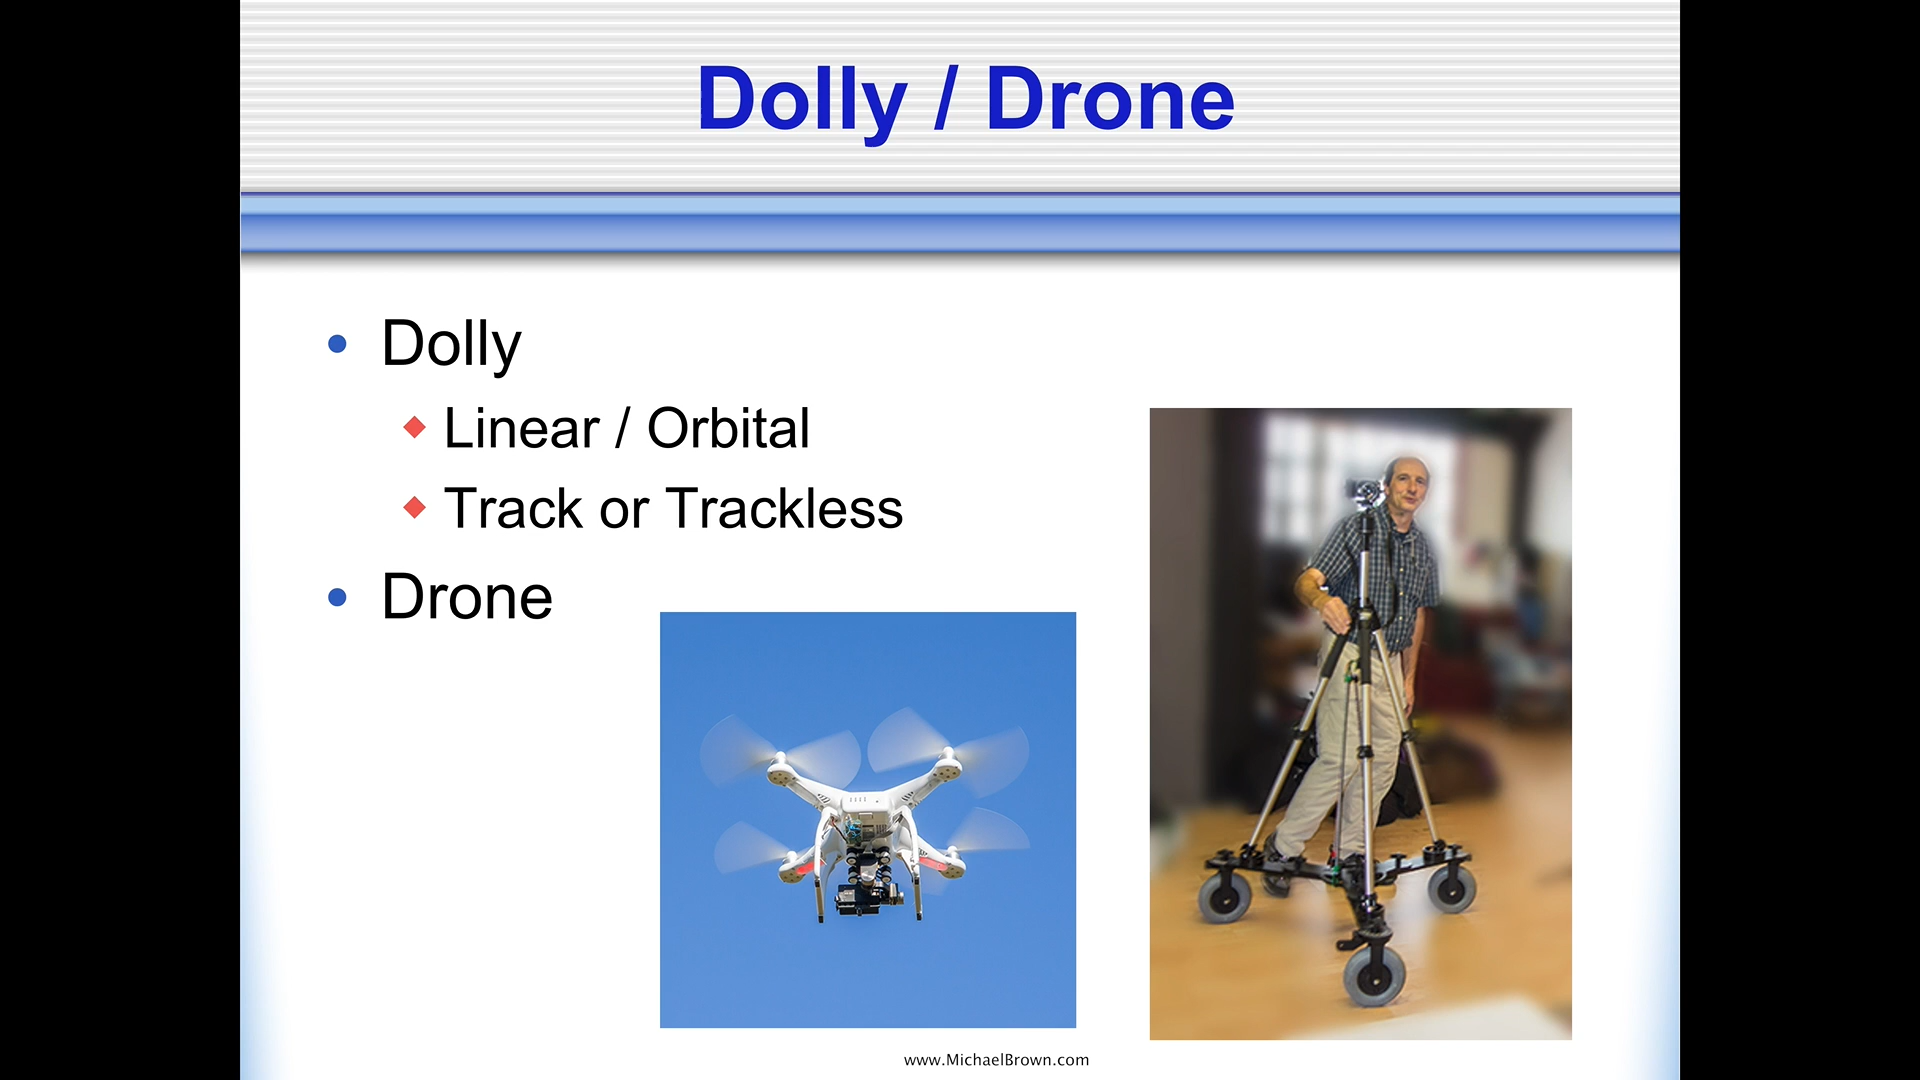 Dolly / Drone
Dolly
Linear / Orbital
Track or Trackless
Drone
www.MichaelBrown.com